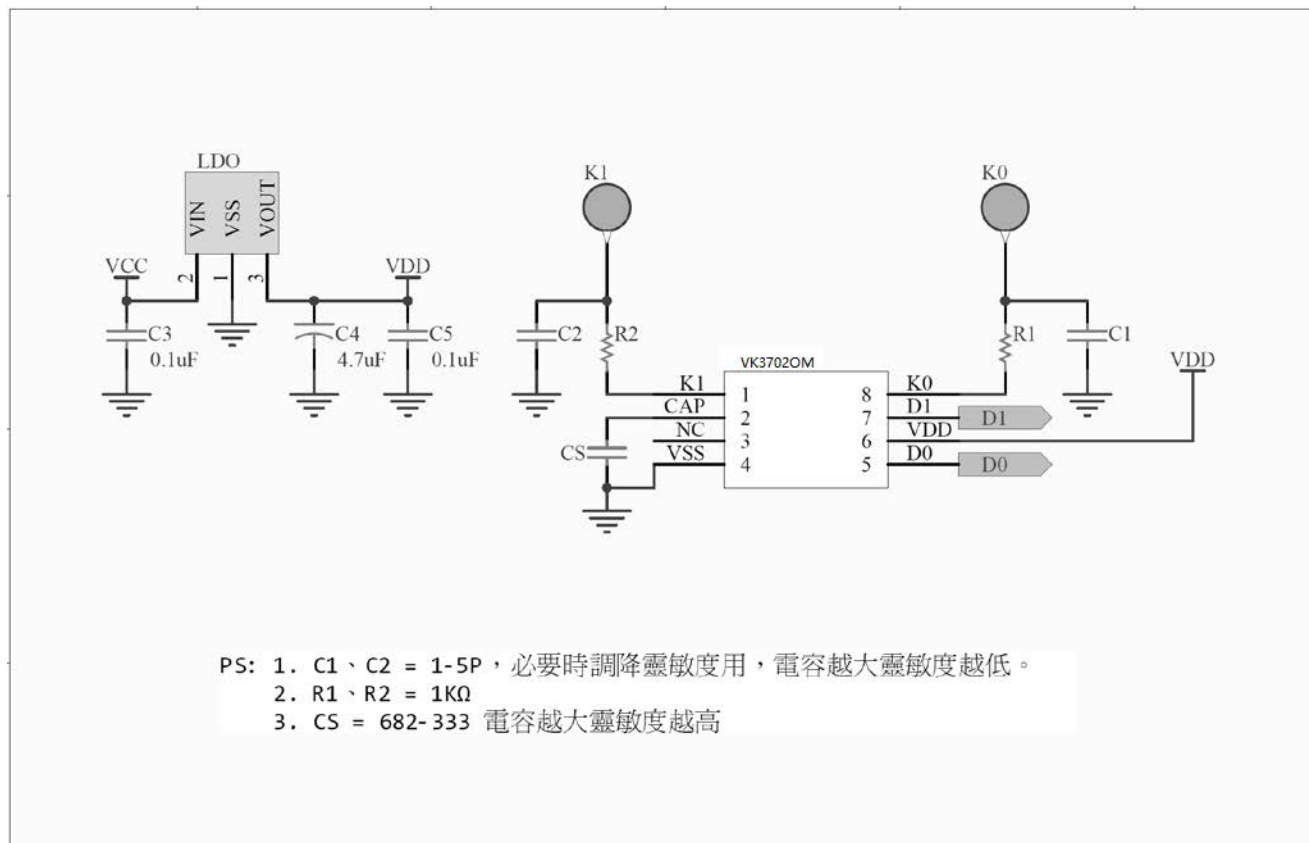 LDO
VIN
VSS
VOUT
2
1
3
VCC
VDD
C3
0.1uF
C4
4.7uF
C5
0.1uF
K1
K0
C2
R2
R1
C1
VDD
VK3702OM
K1 1 8 K0
CAP 2 7 D1 D1
NC 3 6 VDD
VSS 4 5 D0 D0
CS
PS: 1. C1、C2 = 1-5P，必要時調降靈敏度用，電容越大靈敏度越低。
2. R1、R2 = 1KΩ
3. CS = 682-333 電容越大靈敏度越高